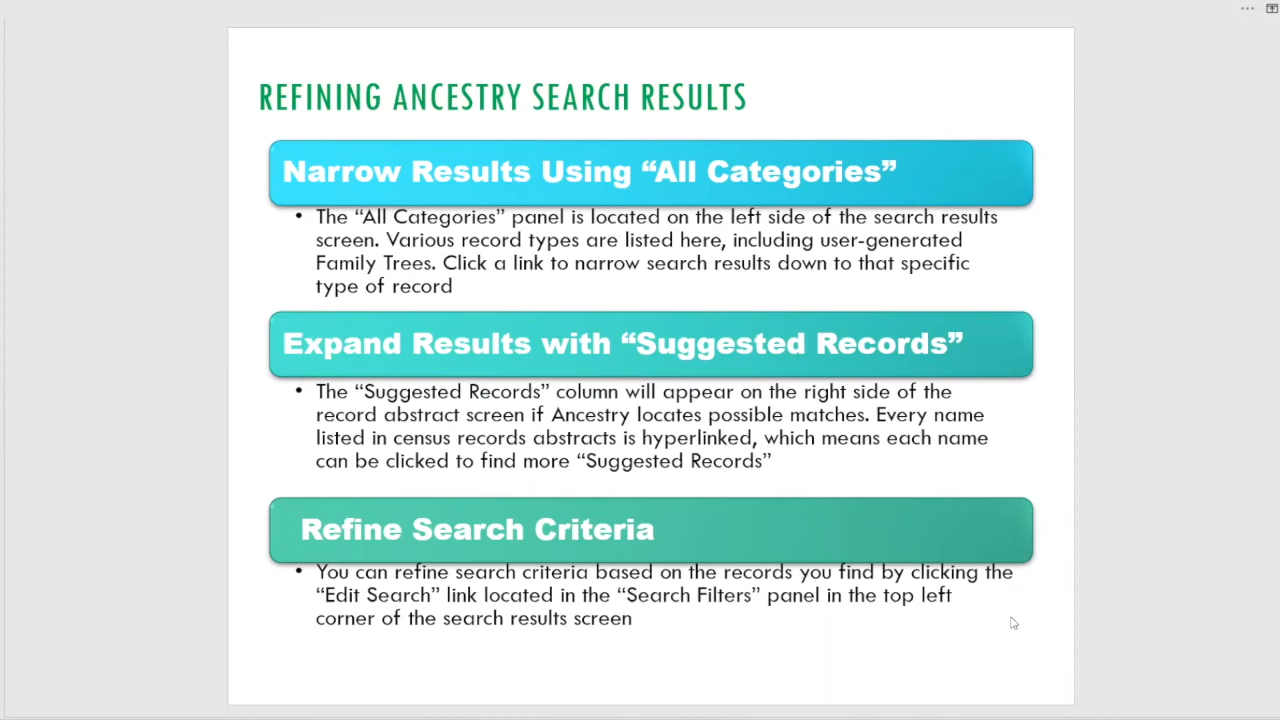 REFINING ANCESTRY SEARCH RESULTS
Narrow Results Using “All Categories”
• The “All Categories” panel is located on the left side of the search results
screen. Various record types are listed here, including user-generated
Family Trees. Click a link to narrow search results down to that specific
type of record
Expand Results with “Suggested Records”
• The “Suggested Records” column will appear on the right side of the
record abstract screen if Ancestry locates possible matches. Every name
listed in census records abstracts is hyperlinked, which means each name
can be clicked to find more “Suggested Records”
Refine Search Criteria
• You can refine search criteria based on the records you find by clicking the
“Edit Search” link located in the “Search Filters” panel in the top left
corner of the search results screen